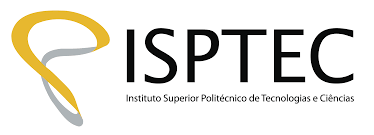 ISPTEC
Instituto Superior Politécnico de Tecnologias e Ciências